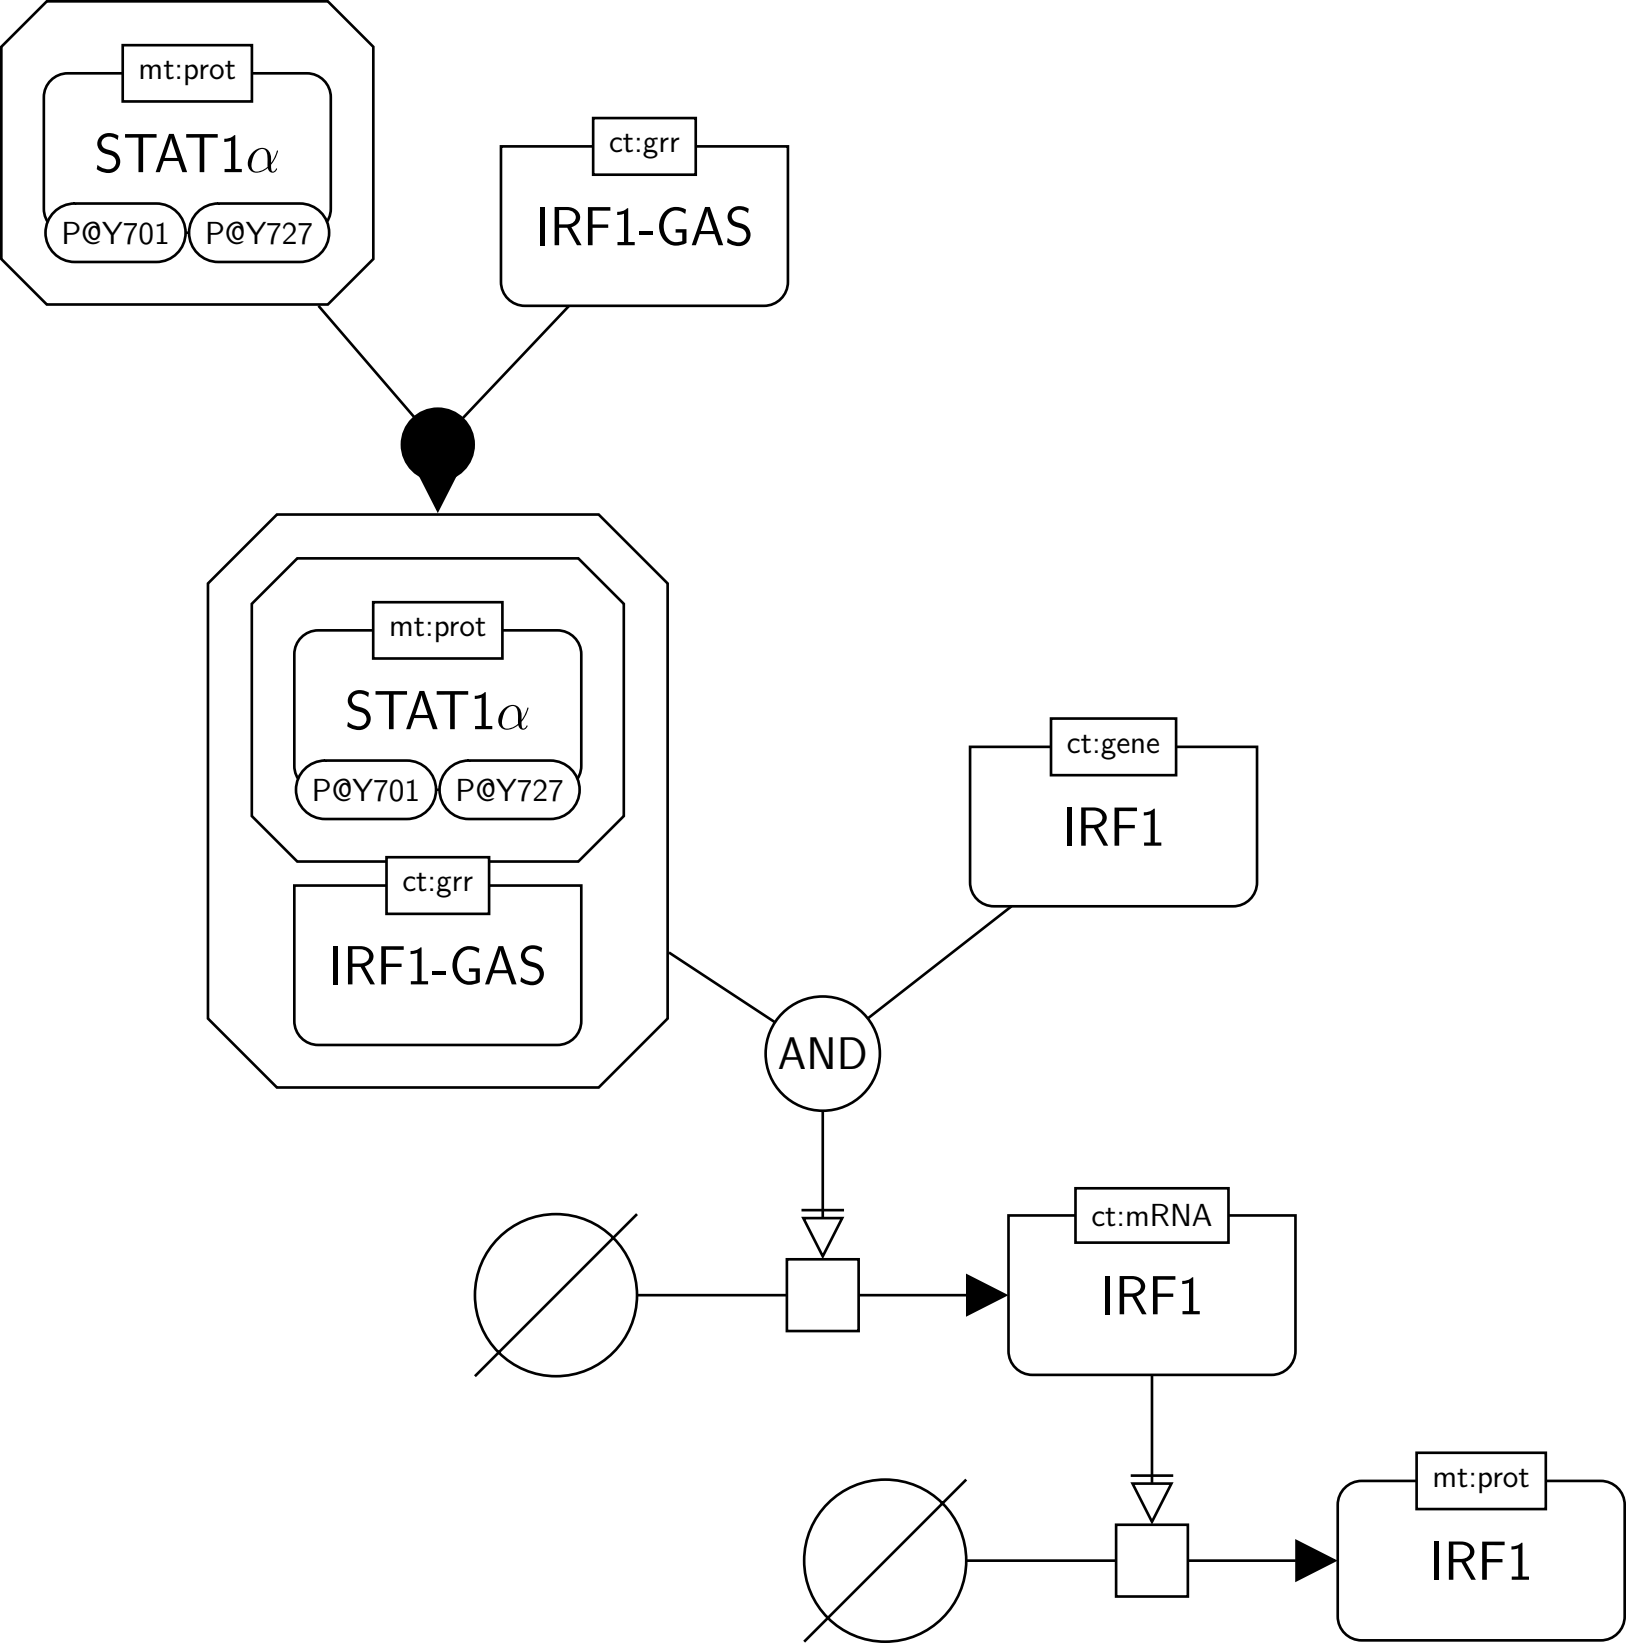 mt:prot
STAT1α
P@Y701 P@Y727
ct:grr
IRF1-GAS
mt:prot
STAT1α
P@Y701 P@Y727
ct:grr
IRF1-GAS
ct:gene
IRF1
AND
ct:mRNA
IRF1
mt:prot
IRF1